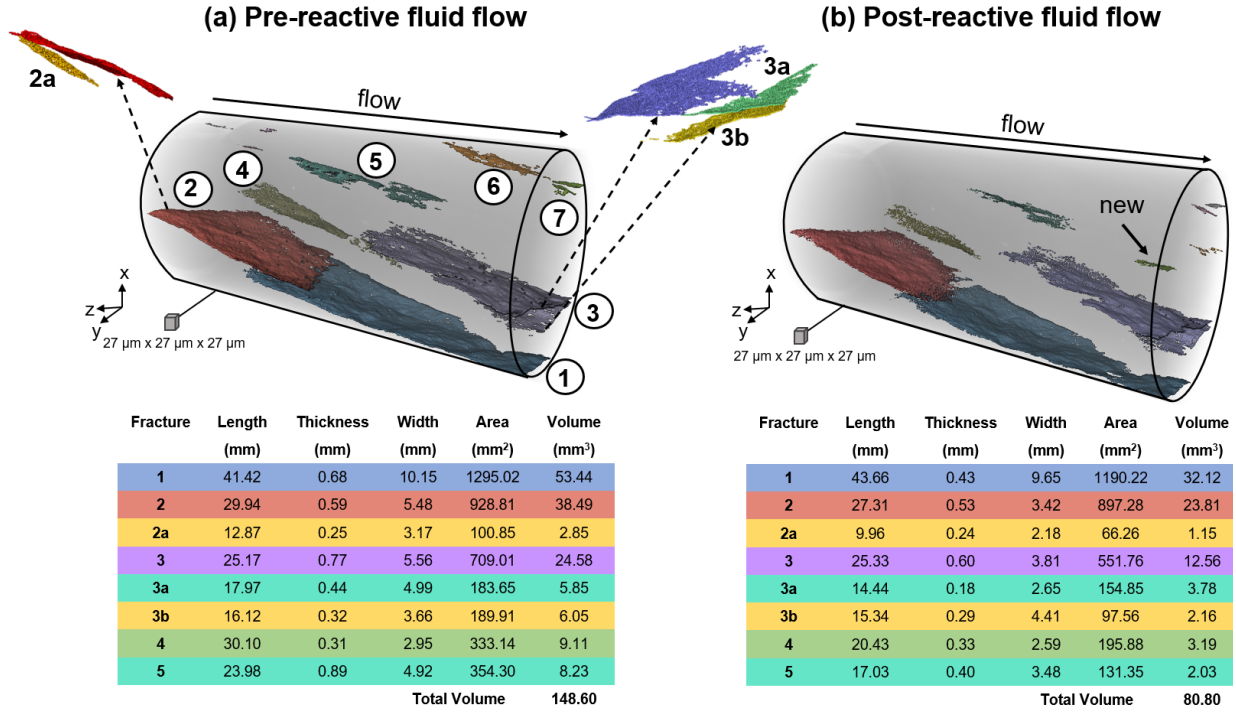 (a) Pre-reactive fluid flow
2a
flow
2
4
5
6
7
3a
3b
3
1
x
z
y
27 µm x 27 µm x 27 µm
Fracture Length Thickness Width Area Volume
(mm) (mm) (mm) (mm²) (mm³)
1 41.42 0.68 10.15 1295.02 53.44
2 29.94 0.59 5.48 928.81 38.49
2a 12.87 0.25 3.17 100.85 2.85
3 25.17 0.77 5.56 709.01 24.58
3a 17.97 0.44 4.99 183.65 5.85
3b 16.12 0.32 3.66 189.91 6.05
4 30.10 0.31 2.95 333.14 9.11
5 23.98 0.89 4.92 354.30 8.23
Total Volume 148.60
(b) Post-reactive fluid flow
flow
new
x
z
y
27 µm x 27 µm x 27 µm
Fracture Length Thickness Width Area Volume
(mm) (mm) (mm) (mm²) (mm³)
1 43.66 0.43 9.65 1190.22 32.12
2 27.31 0.53 3.42 897.28 23.81
2a 9.96 0.24 2.18 66.26 1.15
3 25.33 0.60 3.81 551.76 12.56
3a 14.44 0.18 2.65 154.85 3.78
3b 15.34 0.29 4.41 97.56 2.16
4 20.43 0.33 2.59 195.88 3.19
5 17.03 0.40 3.48 131.35 2.03
Total Volume 80.80